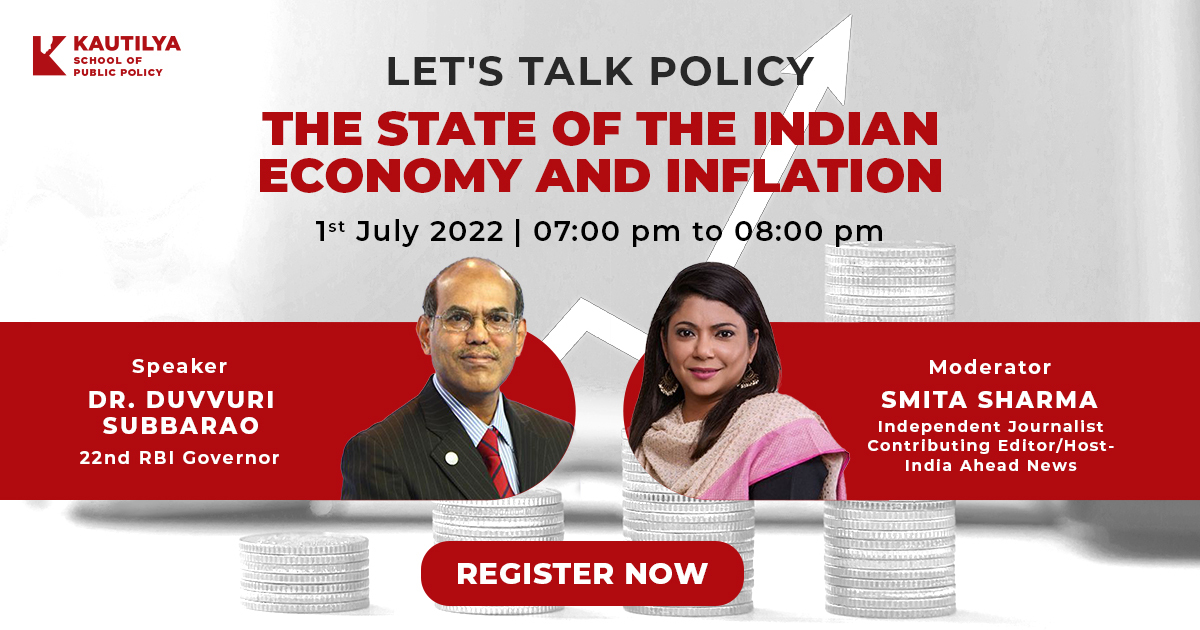 KAUTILYA
SCHOOL OF
PUBLIC POLICY
LET'S TALK POLICY
THE STATE OF THE INDIAN
ECONOMY AND INFLATION
1st July 2022 | 07:00 pm to 08:00 pm
Speaker
DR. DUVVURI
SUBBARAO
22nd RBI Governor
Moderator
SMITA SHARMA
Independent Journalist
Contributing Editor/Host-
India Ahead News
REGISTER NOW